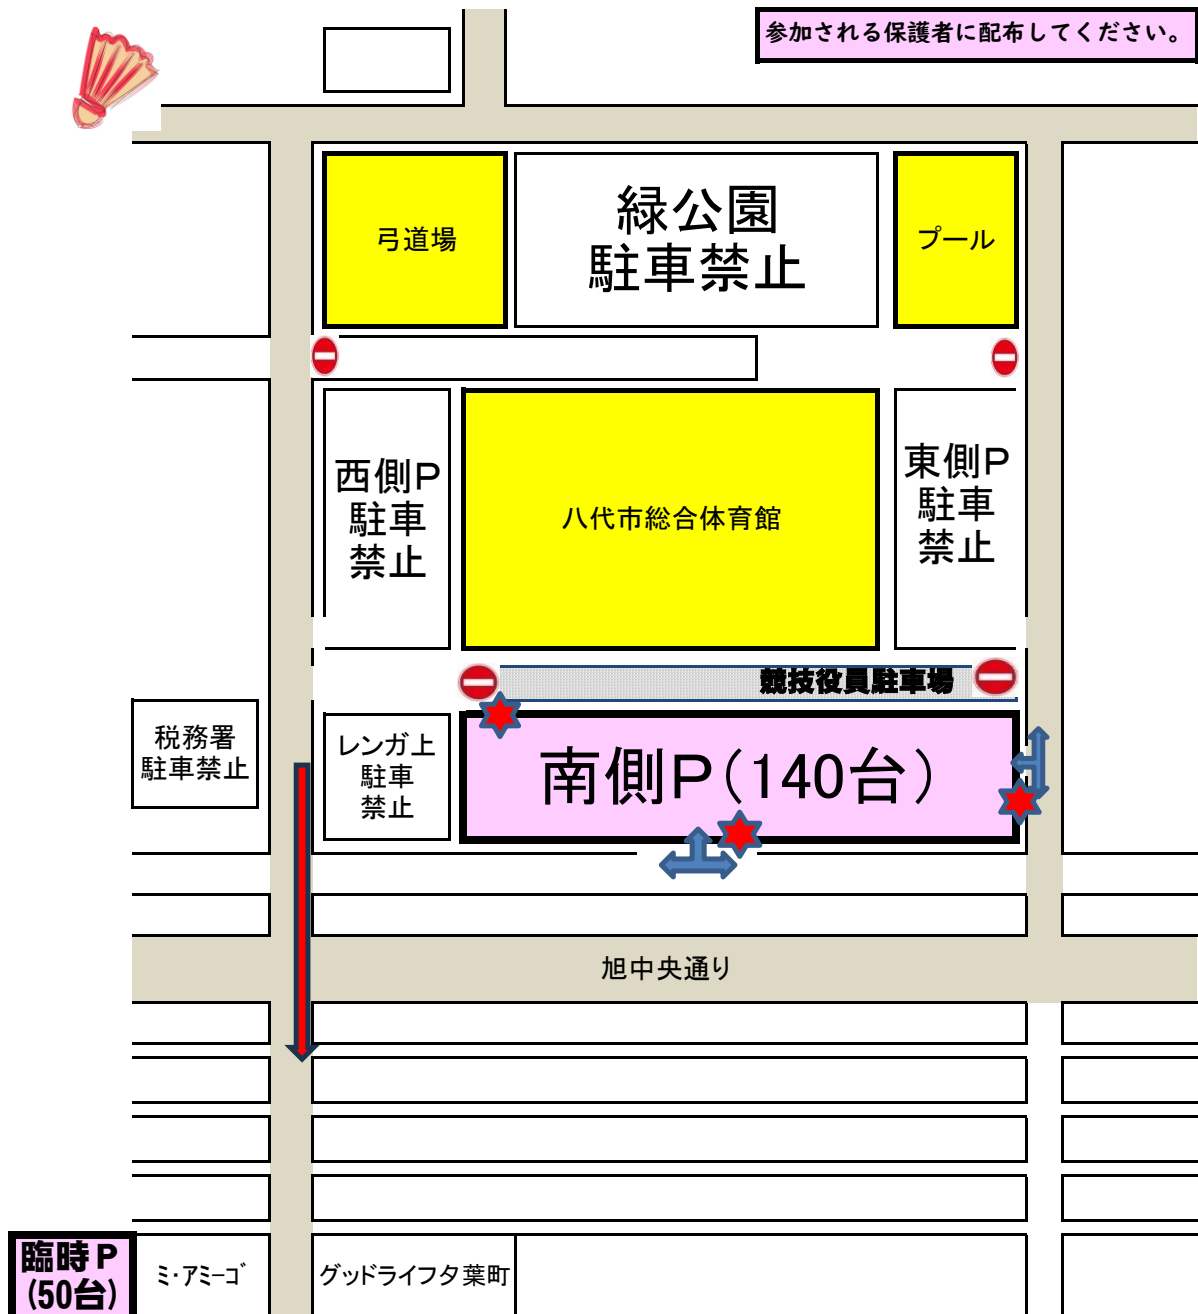 参加される保護者に配布してください。
弓道場
緑公園
駐車禁止
プール
西側P
駐車
禁止
八代市総合体育館
東側P
駐車
禁止
競技役員駐車場
税務署
駐車禁止
レンガ上
駐車
禁止
南側P(140台)
旭中央通り
臨時P
(50台)
ミ・アミーゴ
グッドライフ夕葉町